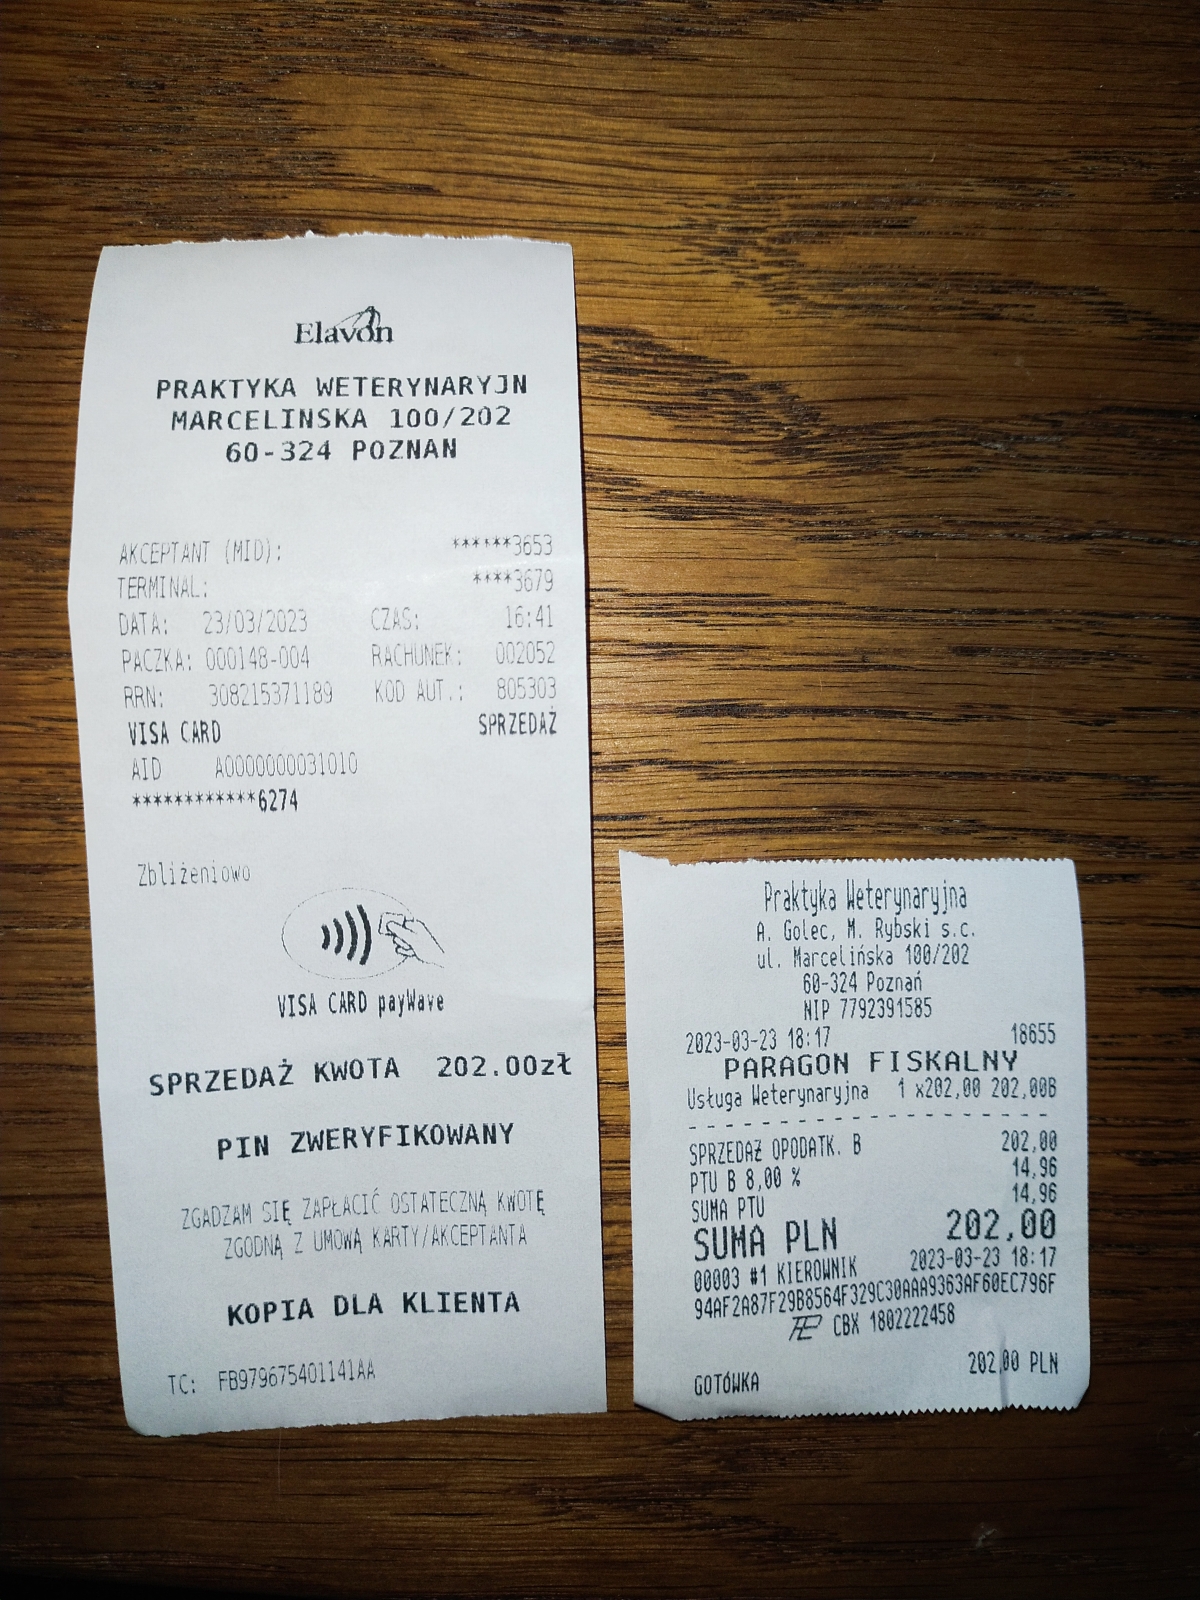 Elavon
PRAKTYKA WETERYNARYJN
MARCELINSKA 100/202
60-324 POZNAN
AKCEPTANT (MID): ******3653
TERMINAL: ****3679
DATA: 23/03/2023 CZAS: 16:41
PACZKA: 000148-004 RACHUNEK: 002052
RRN: 308215371189 KOD AUT.: 805303
VISA CARD SPRZEDAŻ
AID A0000000031010
************6274
Zbliżeniowo
VISA CARD payWave
SPRZEDAŻ KWOTA 202.00zł
PIN ZWERYFIKOWANY
ZGADZAM SIĘ ZAPŁACIĆ OSTATECZNĄ KWOTĘ
ZGODNĄ Z UMOWĄ KARTY/AKCEPTANTA
KOPIA DLA KLIENTA
TC: FB979675401141AA
Praktyka Weterynaryjna
A. Golec, M. Rybski s.c.
ul. Marcelińska 100/202
60-324 Poznań
NIP 7792391585
2023-03-23 18:17 18655
PARAGON FISKALNY
Usługa Weterynaryjna 1 x202,00 202,00B
- - - - - - - - - - - - - - - - - - -
SPRZEDAŻ OPODATK. B 202,00
PTU B 8,00 % 14,96
SUMA PTU 14,96
SUMA PLN 202,00
00003 #1 KIEROWNIK 2023-03-23 18:17
94AF2A87F29B8564F329C30AAA9363AF60EC796F
CBX 1802222458
202,00 PLN
GOTÓWKA